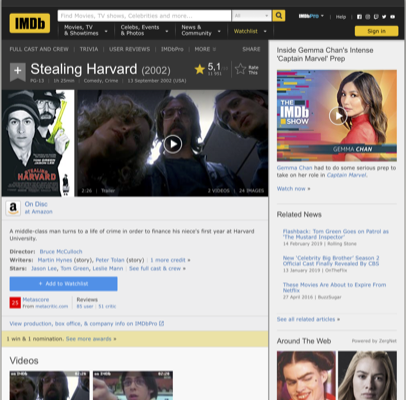 IMDb
Find Movies, TV shows, Celebrities and more...
All
IMDbPro
Help
Movies, TV
& Showtimes
Celebs, Events
& Photos
News &
Community
Watchlist
Sign in
FULL CAST AND CREW | TRIVIA | USER REVIEWS | IMDbPro | MORE
SHARE
Stealing Harvard (2002)
5,1
Rate
This
PG-13 | 1h 25min | Comedy, Crime | 13 September 2002 (USA)
STEALING
HARVARD
2:26 | Trailer
2 VIDEOS | 24 IMAGES
On Disc
at Amazon
A middle-class man turns to a life of crime in order to finance his niece's first year at Harvard
University.
Director: Bruce McCulloch
Writers: Martin Hynes (story), Peter Tolan (story) | 1 more credit »
Stars: Jason Lee, Tom Green, Leslie Mann | See full cast & crew »
+ Add to Watchlist
25
Metascore
From metacritic.com
Reviews
85 user | 81 critic
View production, box office, & company info on IMDbPro
1 win & 1 nomination. See more awards »
Videos
Inside Gemma Chan's Intense
'Captain Marvel' Prep
THE
IMDb
SHOW
GEMMA CHAN
Gemma Chan had to do some serious prep to
take on her role in Captain Marvel.
Watch now »
Related News
Flashback: Tom Green Goes on Patrol as
'The Mustard Inspector'
14 February 2019 | Rolling Stone
New 'Celebrity Big Brother' Season 2
Official Cast Finally Revealed By CBS
13 January 2019 | OnTheFlix
These Movies Are About to Expire From
Netflix
27 April 2016 | BuzzSugar
See all related articles »
Around The Web
Powered by ZergNet